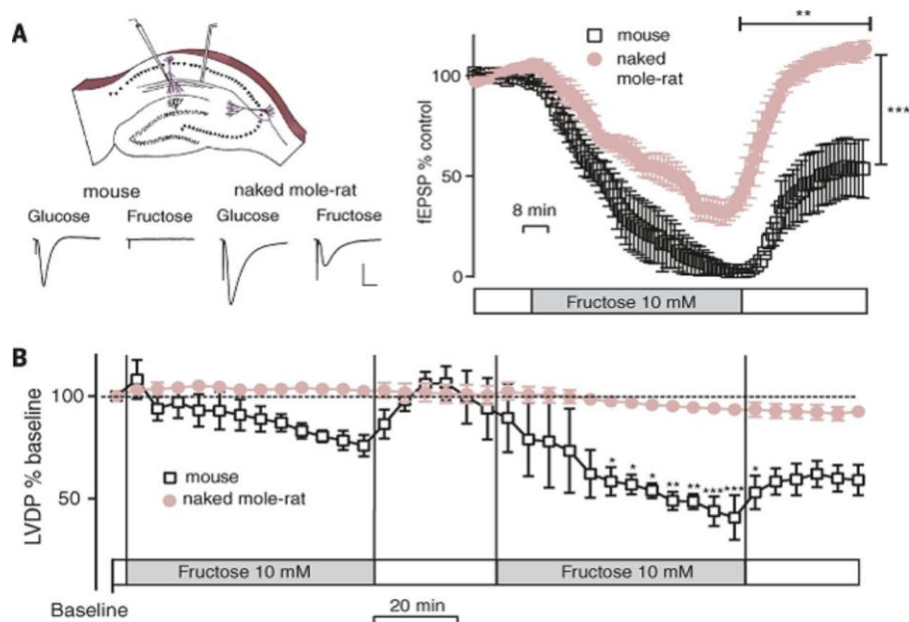 A
mouse
naked mole-rat
Glucose
Fructose
Glucose
Fructose
fEPSP % control
100
50
0
mouse
naked
mole-rat
8 min
**
***
Fructose 10 mM
B
LVDP % baseline
100
50
mouse
naked mole-rat
*
*
*
**
**
***
***
*
Fructose 10 mM
Fructose 10 mM
Baseline
20 min